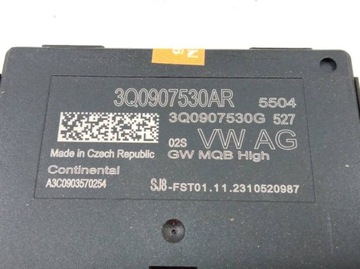 N
3Q0907530AR 5504
3Q0907530G 527
02S VW AG
Made in Czech Republic GW MQB High
Continental
A3C0903570254 SJ8-FST01.11.2310520987